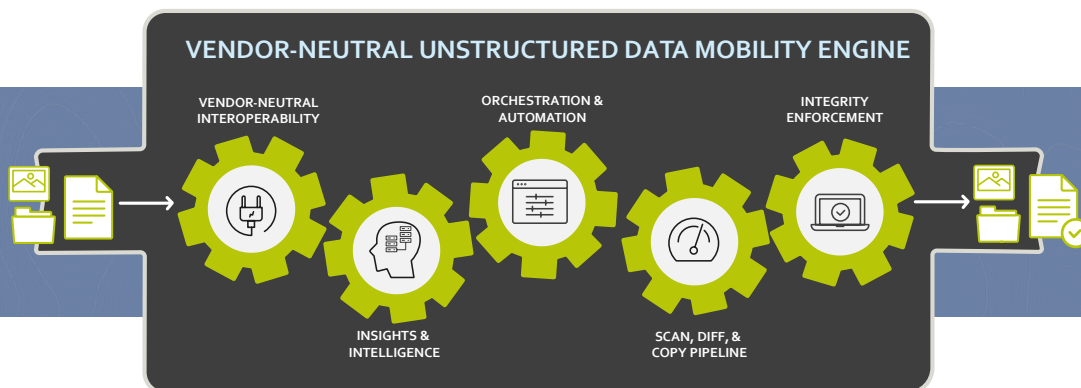 VENDOR-NEUTRAL UNSTRUCTURED DATA MOBILITY ENGINE
VENDOR-NEUTRAL
INTEROPERABILITY
ORCHESTRATION &
AUTOMATION
INTEGRITY
ENFORCEMENT
INSIGHTS &
INTELLIGENCE
SCAN, DIFF, &
COPY PIPELINE